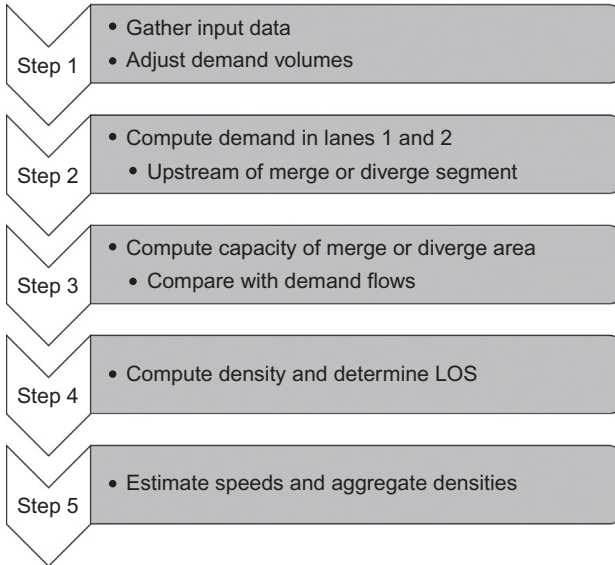 Step 1
• Gather input data
• Adjust demand volumes
Step 2
• Compute demand in lanes 1 and 2
• Upstream of merge or diverge segment
Step 3
• Compute capacity of merge or diverge area
• Compare with demand flows
Step 4
• Compute density and determine LOS
Step 5
• Estimate speeds and aggregate densities